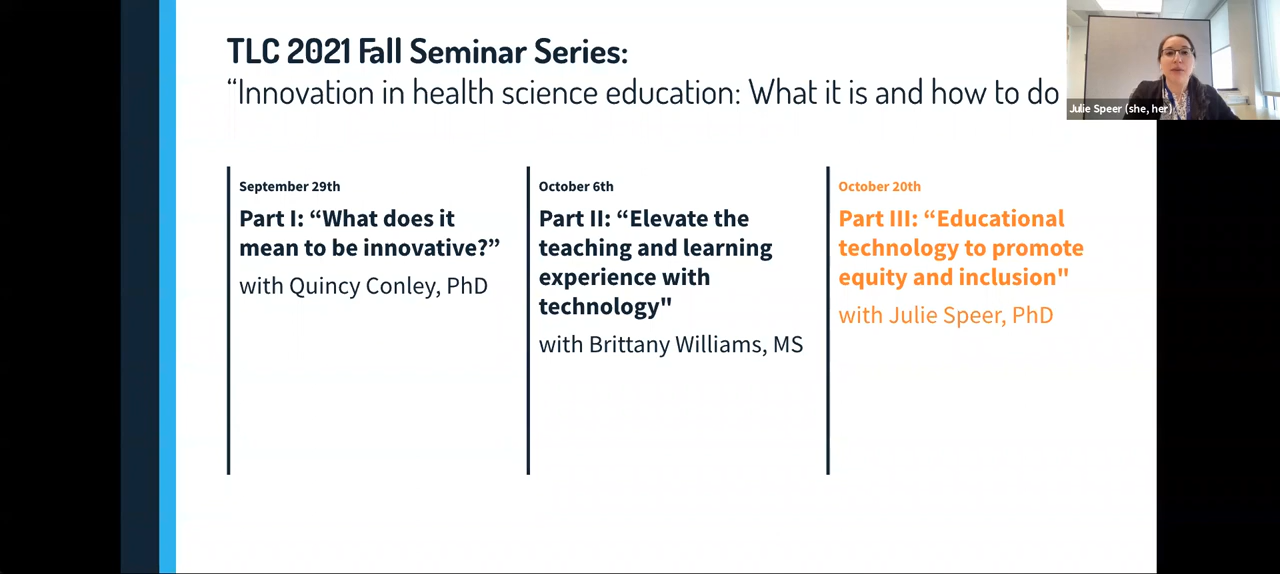 TLC 2021 Fall Seminar Series:
“Innovation in health science education: What it is and how to do
Julie Speer (she, her)
September 29th
Part I: “What does it
mean to be innovative?”
with Quincy Conley, PhD
October 6th
Part II: “Elevate the
teaching and learning
experience with
technology"
with Brittany Williams, MS
October 20th
Part III: “Educational
technology to promote
equity and inclusion"
with Julie Speer, PhD